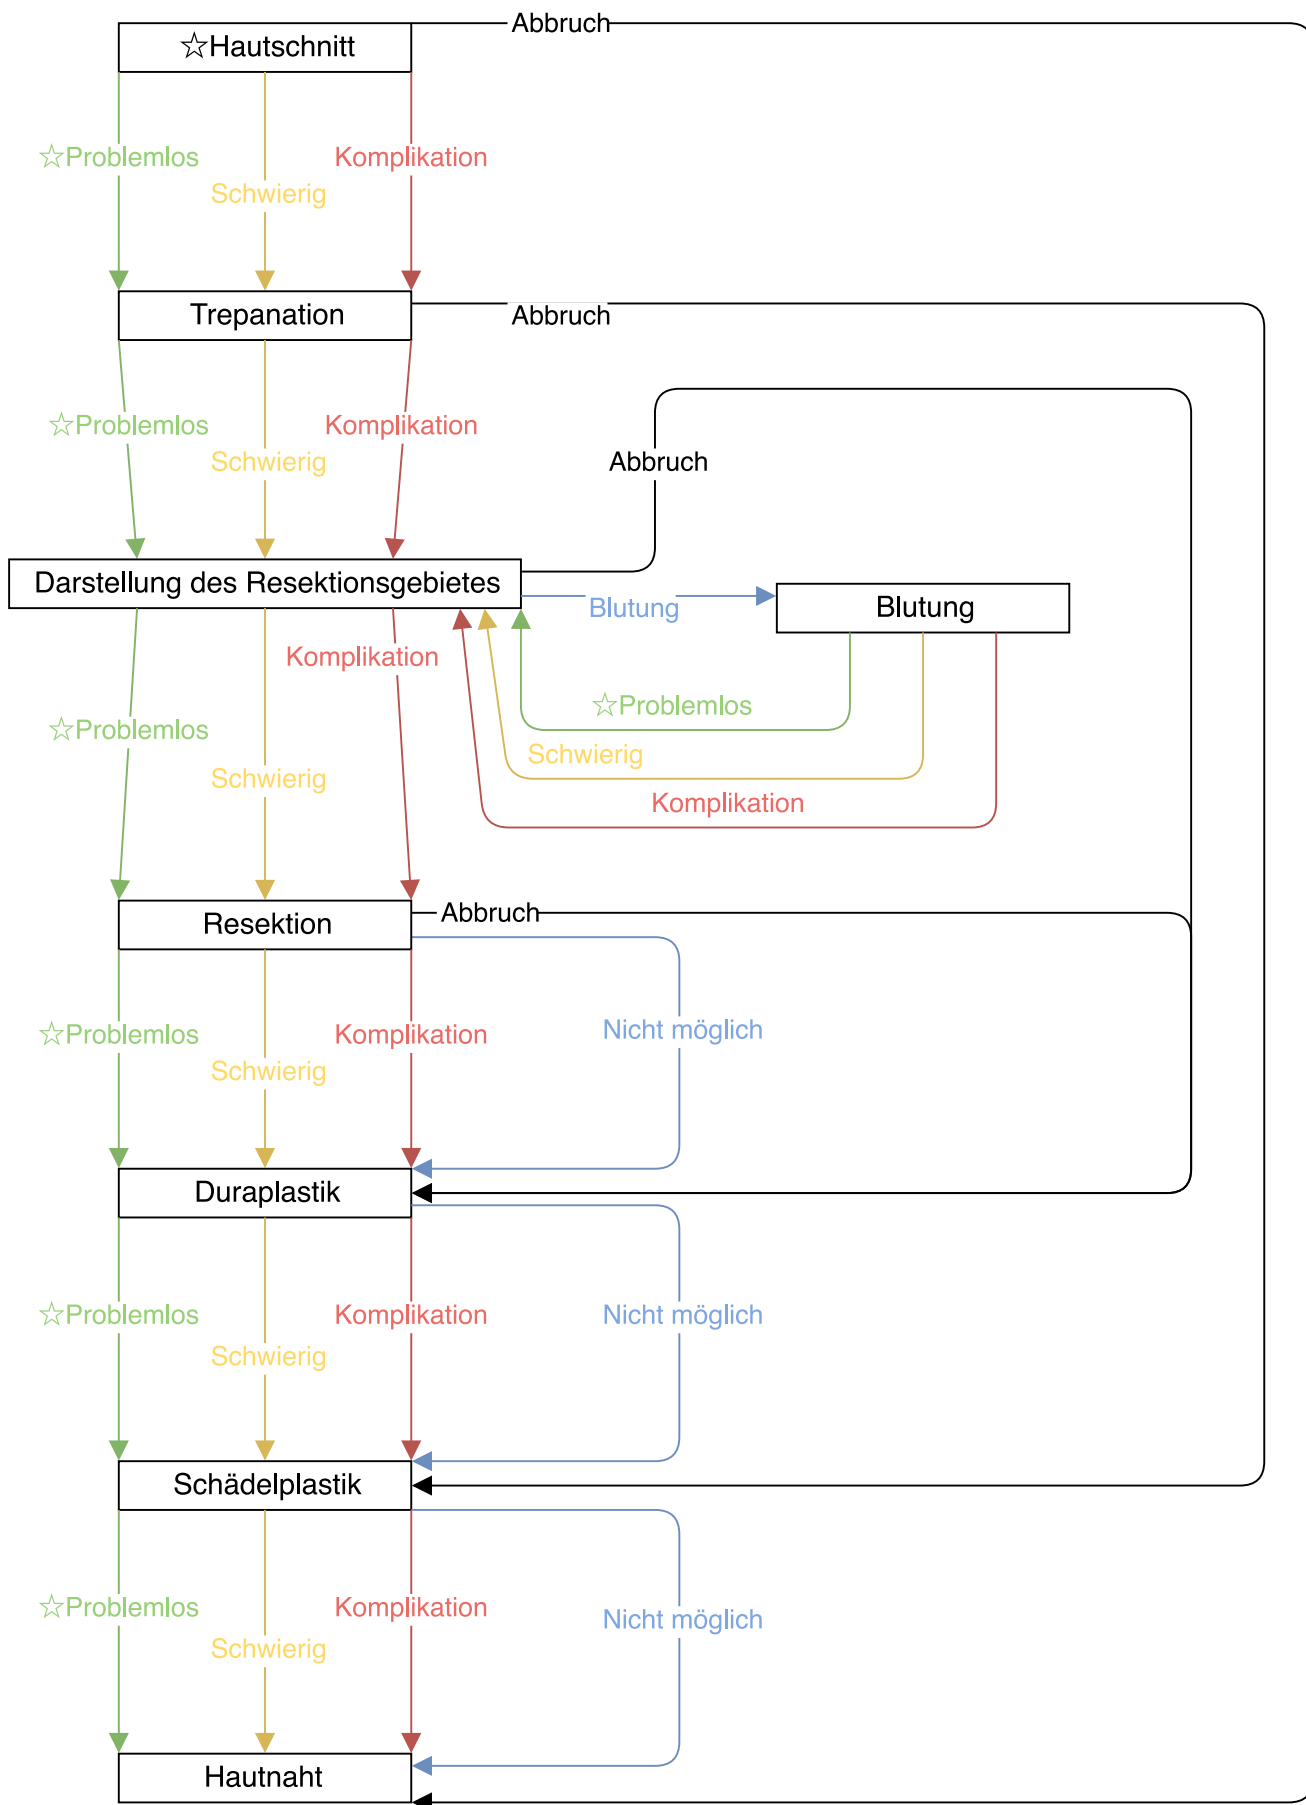 Abbruch
☆Hautschnitt
☆Problemlos
Komplikation
Schwierig
Trepanation
Abbruch
☆Problemlos
Komplikation
Schwierig
Abbruch
Darstellung des Resektionsgebietes
Blutung
Blutung
Komplikation
☆Problemlos
☆Problemlos
Schwierig
Schwierig
Komplikation
Resektion
Abbruch
☆Problemlos
Komplikation
Nicht möglich
Schwierig
Duraplastik
☆Problemlos
Komplikation
Nicht möglich
Schwierig
Schädelplastik
☆Problemlos
Komplikation
Nicht möglich
Schwierig
Hautnaht